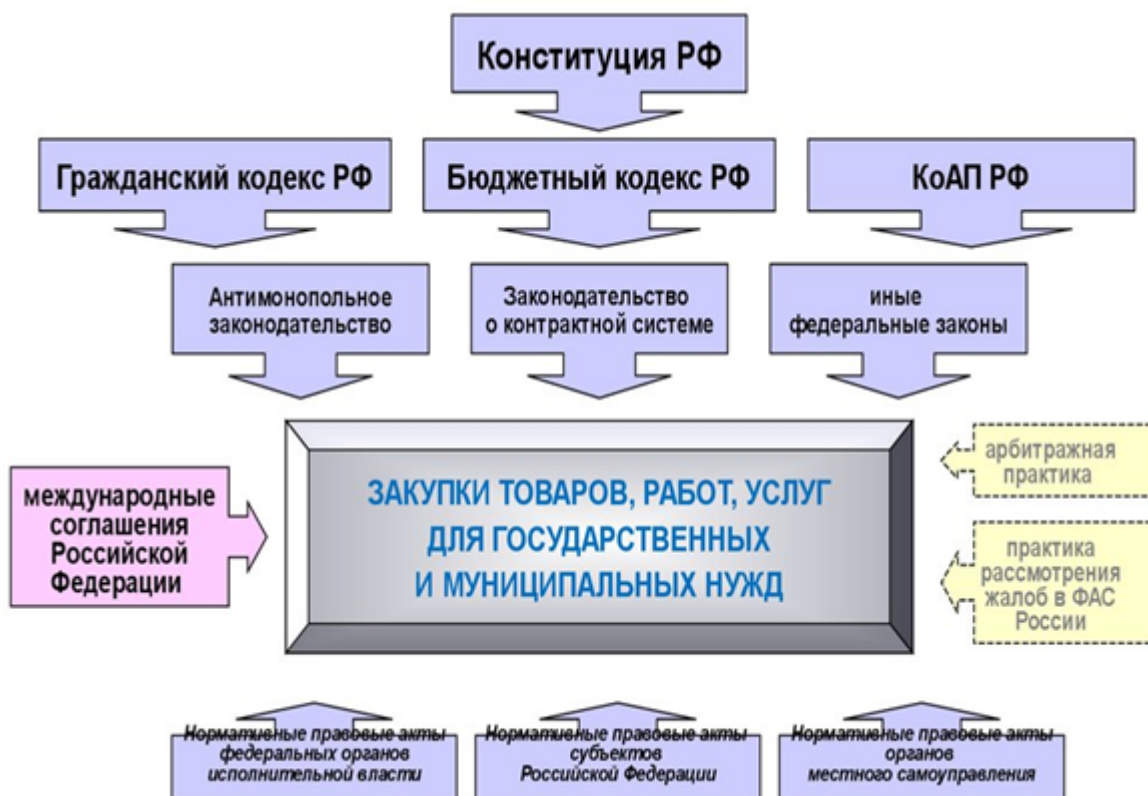 Конституция РФ
Гражданский кодекс РФ
Бюджетный кодекс РФ
КоАП РФ
Антимонопольное
законодательство
Законодательство
о контрактной системе
иные
федеральные законы
международные
соглашения
Российской
Федерации
ЗАКУПКИ ТОВАРОВ, РАБОТ, УСЛУГ
ДЛЯ ГОСУДАРСТВЕННЫХ
И МУНИЦИПАЛЬНЫХ НУЖД
арбитражная
практика
практика
рассмотрения
жалоб в ФАС
России
Нормативные правовые акты
федеральных органов
исполнительной власти
Нормативные правовые акты
субъектов
Российской Федерации
Нормативные правовые акты
органов
местного самоуправления